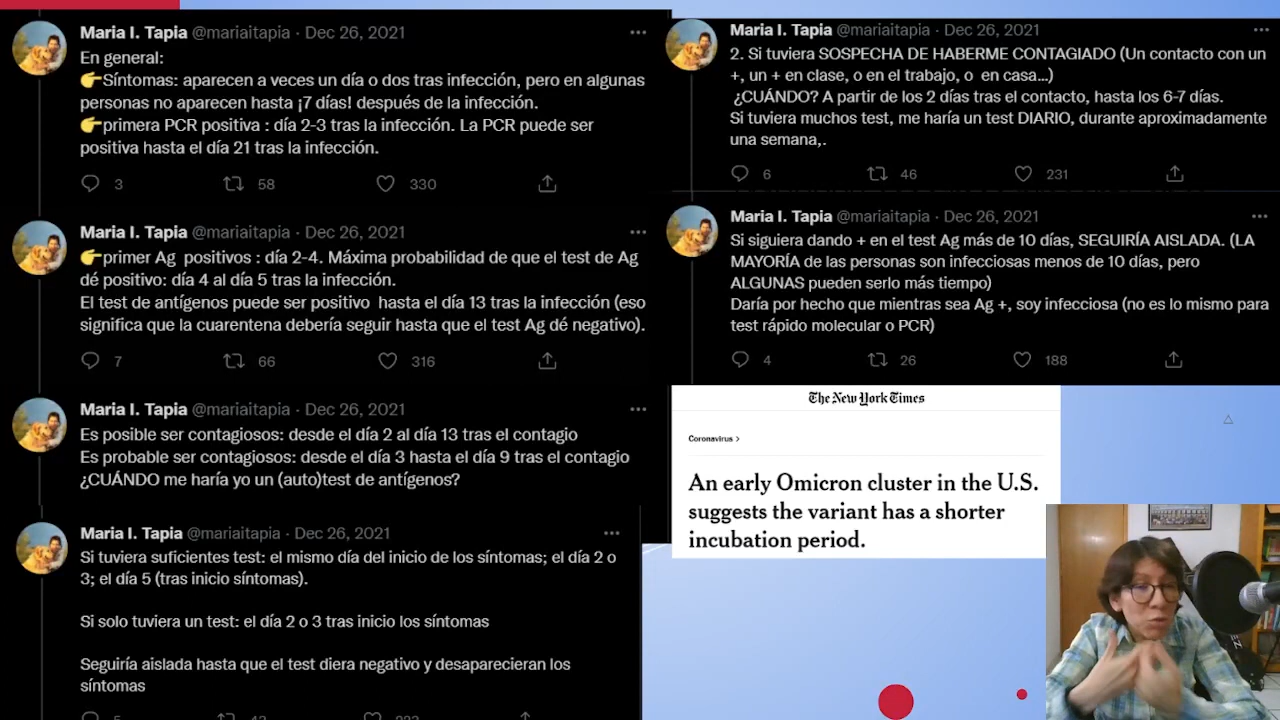 Maria I. Tapia @mariaitapia · Dec 26, 2021
En general:
👉Síntomas: aparecen a veces un día o dos tras infección, pero en algunas
personas no aparecen hasta ¡7 días! después de la infección.
👉primera PCR positiva : día 2-3 tras la infección. La PCR puede ser
positiva hasta el día 21 tras la infección.
3 58 330
Maria I. Tapia @mariaitapia · Dec 26, 2021
👉primer Ag positivos : día 2-4. Máxima probabilidad de que el test de Ag
dé positivo: día 4 al día 5 tras la infección.
El test de antígenos puede ser positivo hasta el día 13 tras la infección (eso
significa que la cuarentena debería seguir hasta que el test Ag dé negativo).
7 66 316
Maria I. Tapia @mariaitapia · Dec 26, 2021
Es posible ser contagiosos: desde el día 2 al día 13 tras el contagio
Es probable ser contagiosos: desde el día 3 hasta el día 9 tras el contagio
¿CUÁNDO me haría yo un (auto)test de antígenos?
Maria I. Tapia @mariaitapia · Dec 26, 2021
Si tuviera suficientes test: el mismo día del inicio de los síntomas; el día 2 o
3; el día 5 (tras inicio síntomas).
Si solo tuviera un test: el día 2 o 3 tras inicio los síntomas
Seguiría aislada hasta que el test diera negativo y desaparecieran los
síntomas
Maria I. Tapia @mariaitapia · Dec 26, 2021
2. Si tuviera SOSPECHA DE HABERME CONTAGIADO (Un contacto con un
+, un + en clase, o en el trabajo, o en casa...)
¿CUÁNDO? A partir de los 2 días tras el contacto, hasta los 6-7 días.
Si tuviera muchos test, me haría un test DIARIO, durante aproximadamente
una semana,.
6 46 231
Maria I. Tapia @mariaitapia · Dec 26, 2021
Si siguiera dando + en el test Ag más de 10 días, SEGUIRÍA AISLADA. (LA
MAYORÍA de las personas son infecciosas menos de 10 días, pero
ALGUNAS pueden serlo más tiempo)
Daría por hecho que mientras sea Ag +, soy infecciosa (no es lo mismo para
test rápido molecular o PCR)
4 26 188
The New York Times
Coronavirus >
An early Omicron cluster in the U.S.
suggests the variant has a shorter
incubation period.